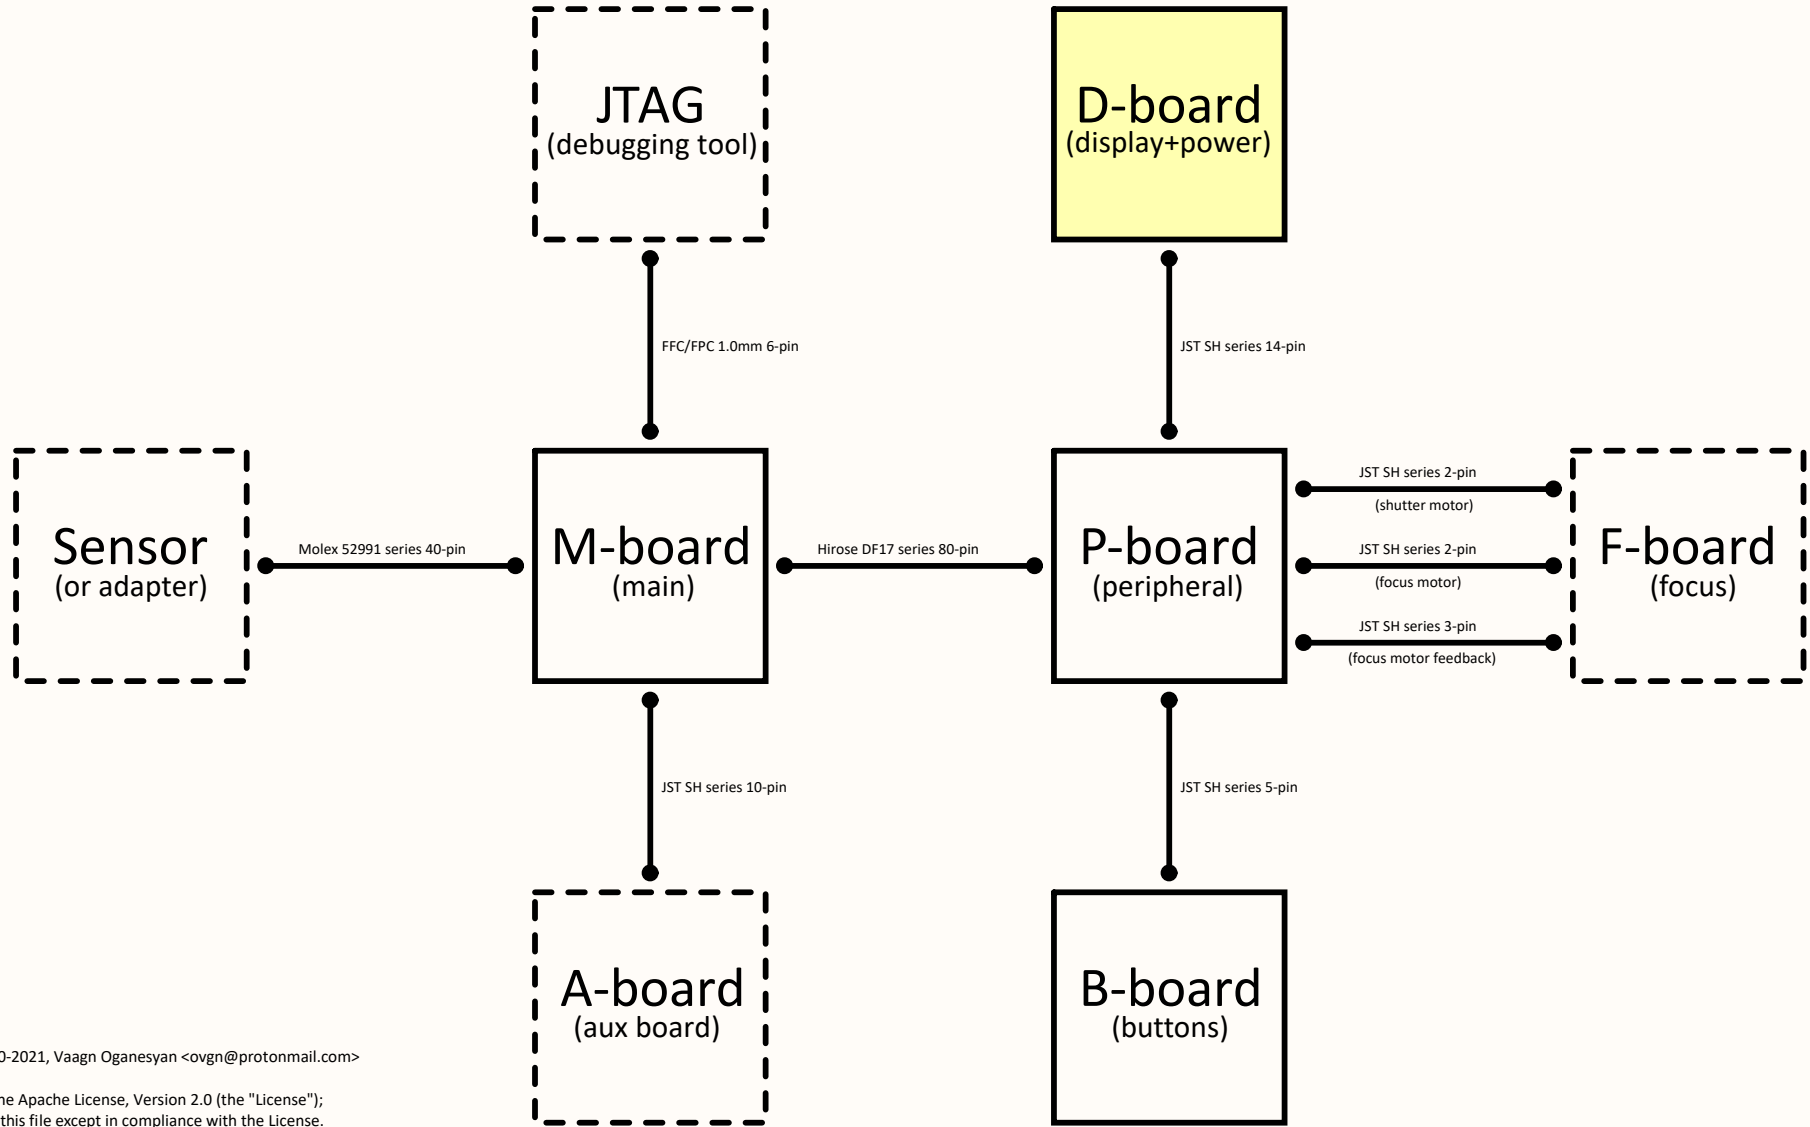 JTAG
(debugging tool)
D-board
(display+power)
FFC/FPC 1.0mm 6-pin
JST SH series 14-pin
Sensor
(or adapter)
Molex 52991 series 40-pin
M-board
(main)
Hirose DF17 series 80-pin
P-board
(peripheral)
JST SH series 2-pin
(shutter motor)
JST SH series 2-pin
(focus motor)
JST SH series 3-pin
(focus motor feedback)
F-board
(focus)
JST SH series 10-pin
JST SH series 5-pin
A-board
(aux board)
B-board
(buttons)
0-2021, Vaagn Oganesyan <ovgn@protonmail.com>
he Apache License, Version 2.0 (the "License");
this file except in compliance with the License.